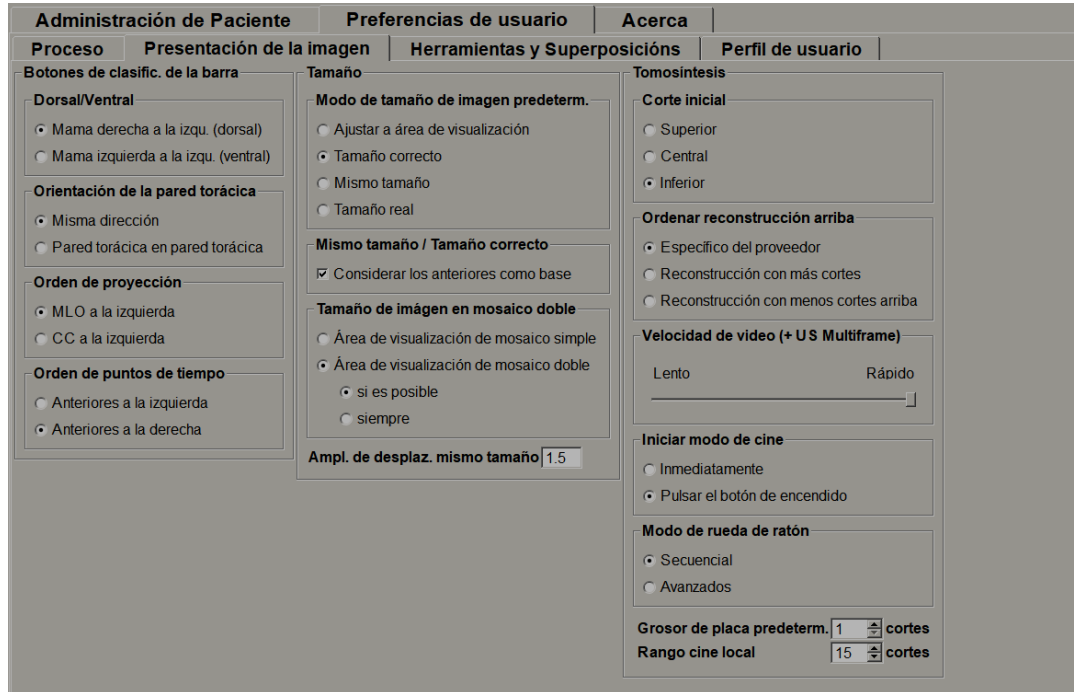 Administración de Paciente
Preferencias de usuario
Acerca
Proceso
Presentación de la imagen
Herramientas y Superposicións
Perfil de usuario
Botones de clasific. de la barra
Dorsal/Ventral
Mama derecha a la izqu. (dorsal)
Mama izquierda a la izqu. (ventral)
Orientación de la pared torácica
Misma dirección
Pared torácica en pared torácica
Orden de proyección
MLO a la izquierda
CC a la izquierda
Orden de puntos de tiempo
Anteriores a la izquierda
Anteriores a la derecha
Tamaño
Modo de tamaño de imagen predeterm.
Ajustar a área de visualización
Tamaño correcto
Mismo tamaño
Tamaño real
Mismo tamaño / Tamaño correcto
Considerar los anteriores como base
Tamaño de imágen en mosaico doble
Área de visualización de mosaico simple
Área de visualización de mosaico doble
si es posible
siempre
Ampl. de desplaz. mismo tamaño 1.5
Tomosíntesis
Corte inicial
Superior
Central
Inferior
Ordenar reconstrucción arriba
Específico del proveedor
Reconstrucción con más cortes
Reconstrucción con menos cortes arriba
Velocidad de video (+ US Multiframe)
Lento Rápido
Iniciar modo de cine
Inmediatamente
Pulsar el botón de encendido
Modo de rueda de ratón
Secuencial
Avanzados
Grosor de placa predeterm. 1 cortes
Rango cine local 15 cortes